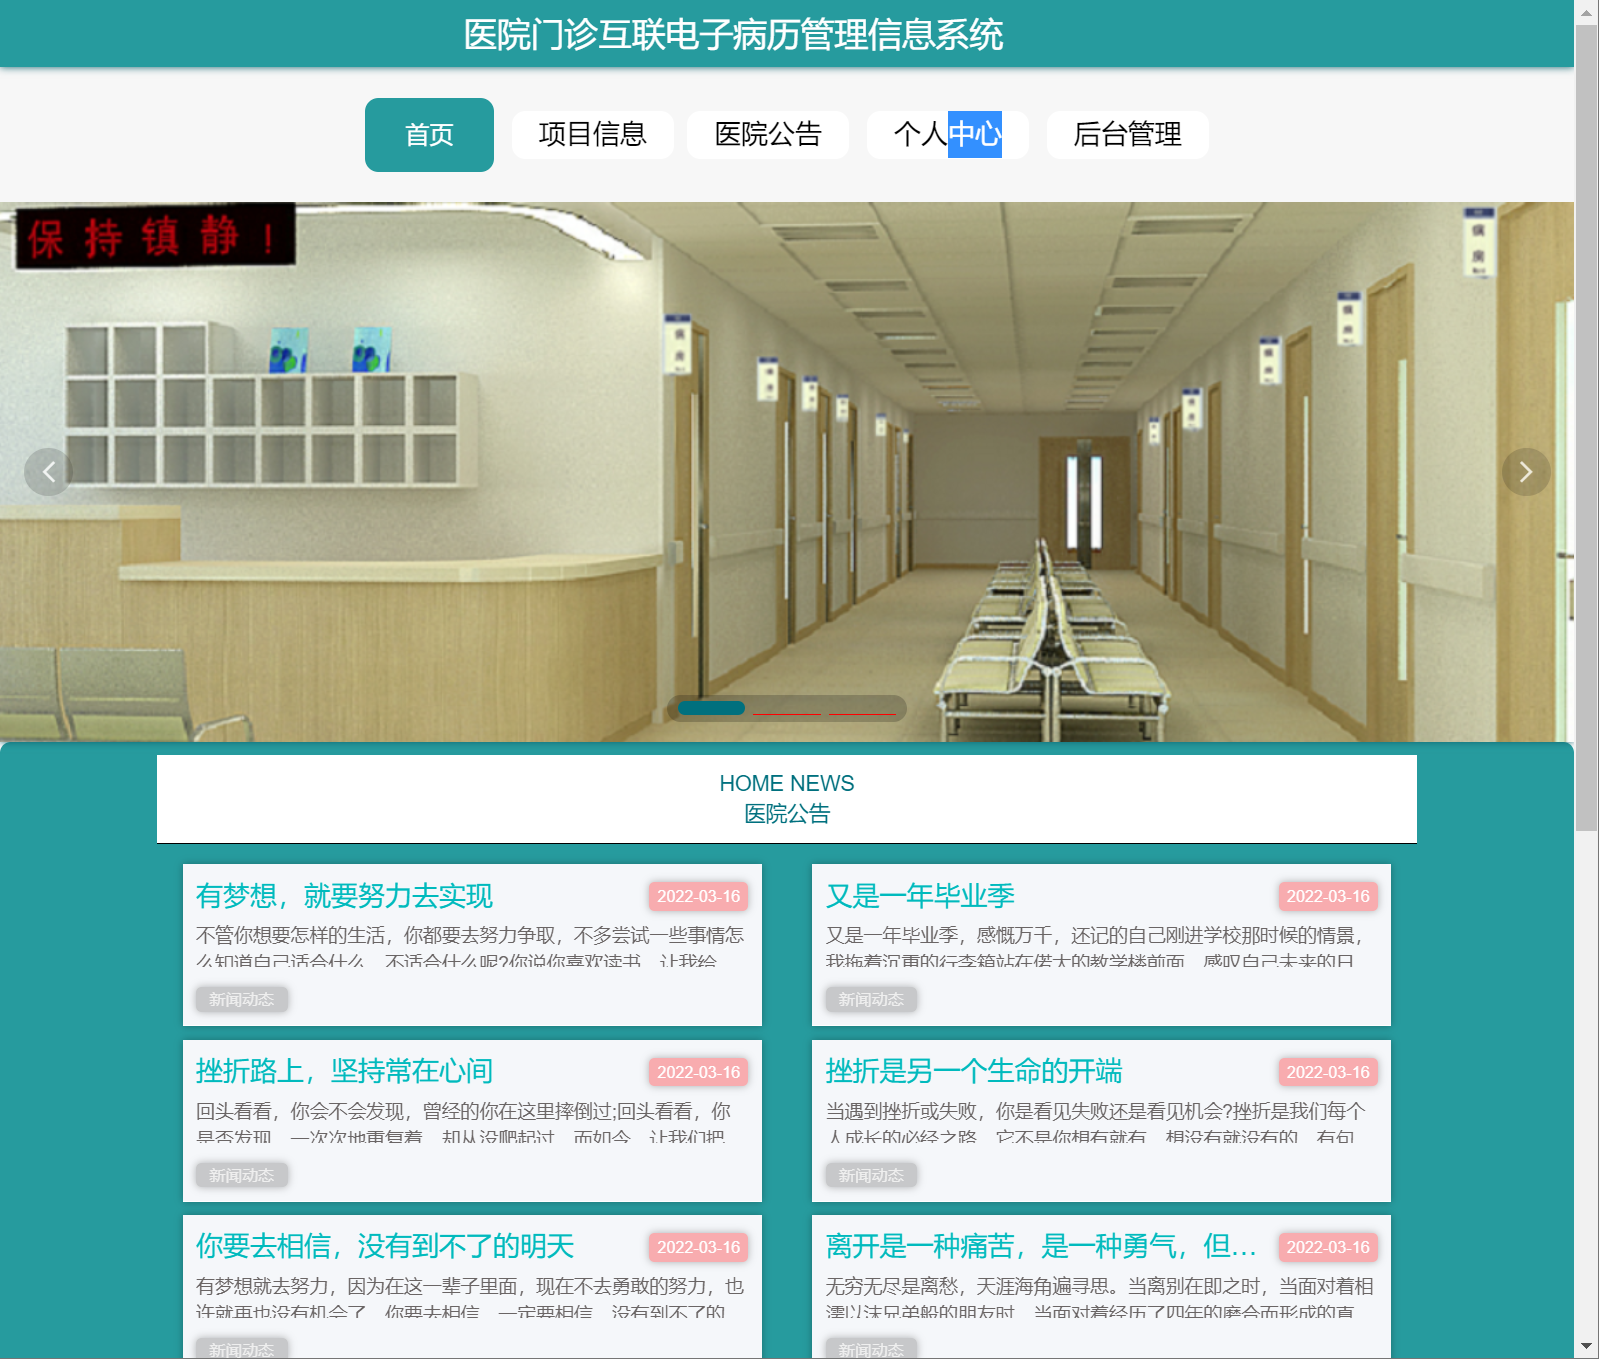 医院门诊互联电子病历管理信息系统
首页 项目信息 医院公告 个人中心 后台管理
保持镇静!
病房
HOME NEWS
医院公告
有梦想，就要努力去实现 2022-03-16
不管你想要怎样的生活，你都要去努力争取，不多尝试一些事情怎
么知道自己适合什么、不适合什么呢?你说你喜欢读书，让我给
新闻动态
又是一年毕业季 2022-03-16
又是一年毕业季，感慨万千，还记的自己刚进学校那时候的情景，
我拖着沉重的行李箱站在偌大的教学楼前面，感叹自己未来的日
新闻动态
挫折路上，坚持常在心间 2022-03-16
回头看看，你会不会发现，曾经的你在这里摔倒过;回头看看，你
是否发现，一次次地重复着，却从没爬起过。而如今，让我们把
新闻动态
挫折是另一个生命的开端 2022-03-16
当遇到挫折或失败，你是看见失败还是看见机会?挫折是我们每个
人成长的必经之路，它不是你想有就有，想没有就没有的。有句
新闻动态
你要去相信，没有到不了的明天 2022-03-16
有梦想就去努力，因为在这一辈子里面，现在不去勇敢的努力，也
许就再也没有机会了。你要去相信，一定要相信，没有到不了的
新闻动态
离开是一种痛苦，是一种勇气，但… 2022-03-16
无穷无尽是离愁，天涯海角遍寻思。当离别在即之时，当面对着相
濡以沫兄弟般的朋友时，当面对着经历了四年的磨合而形成的真
新闻动态